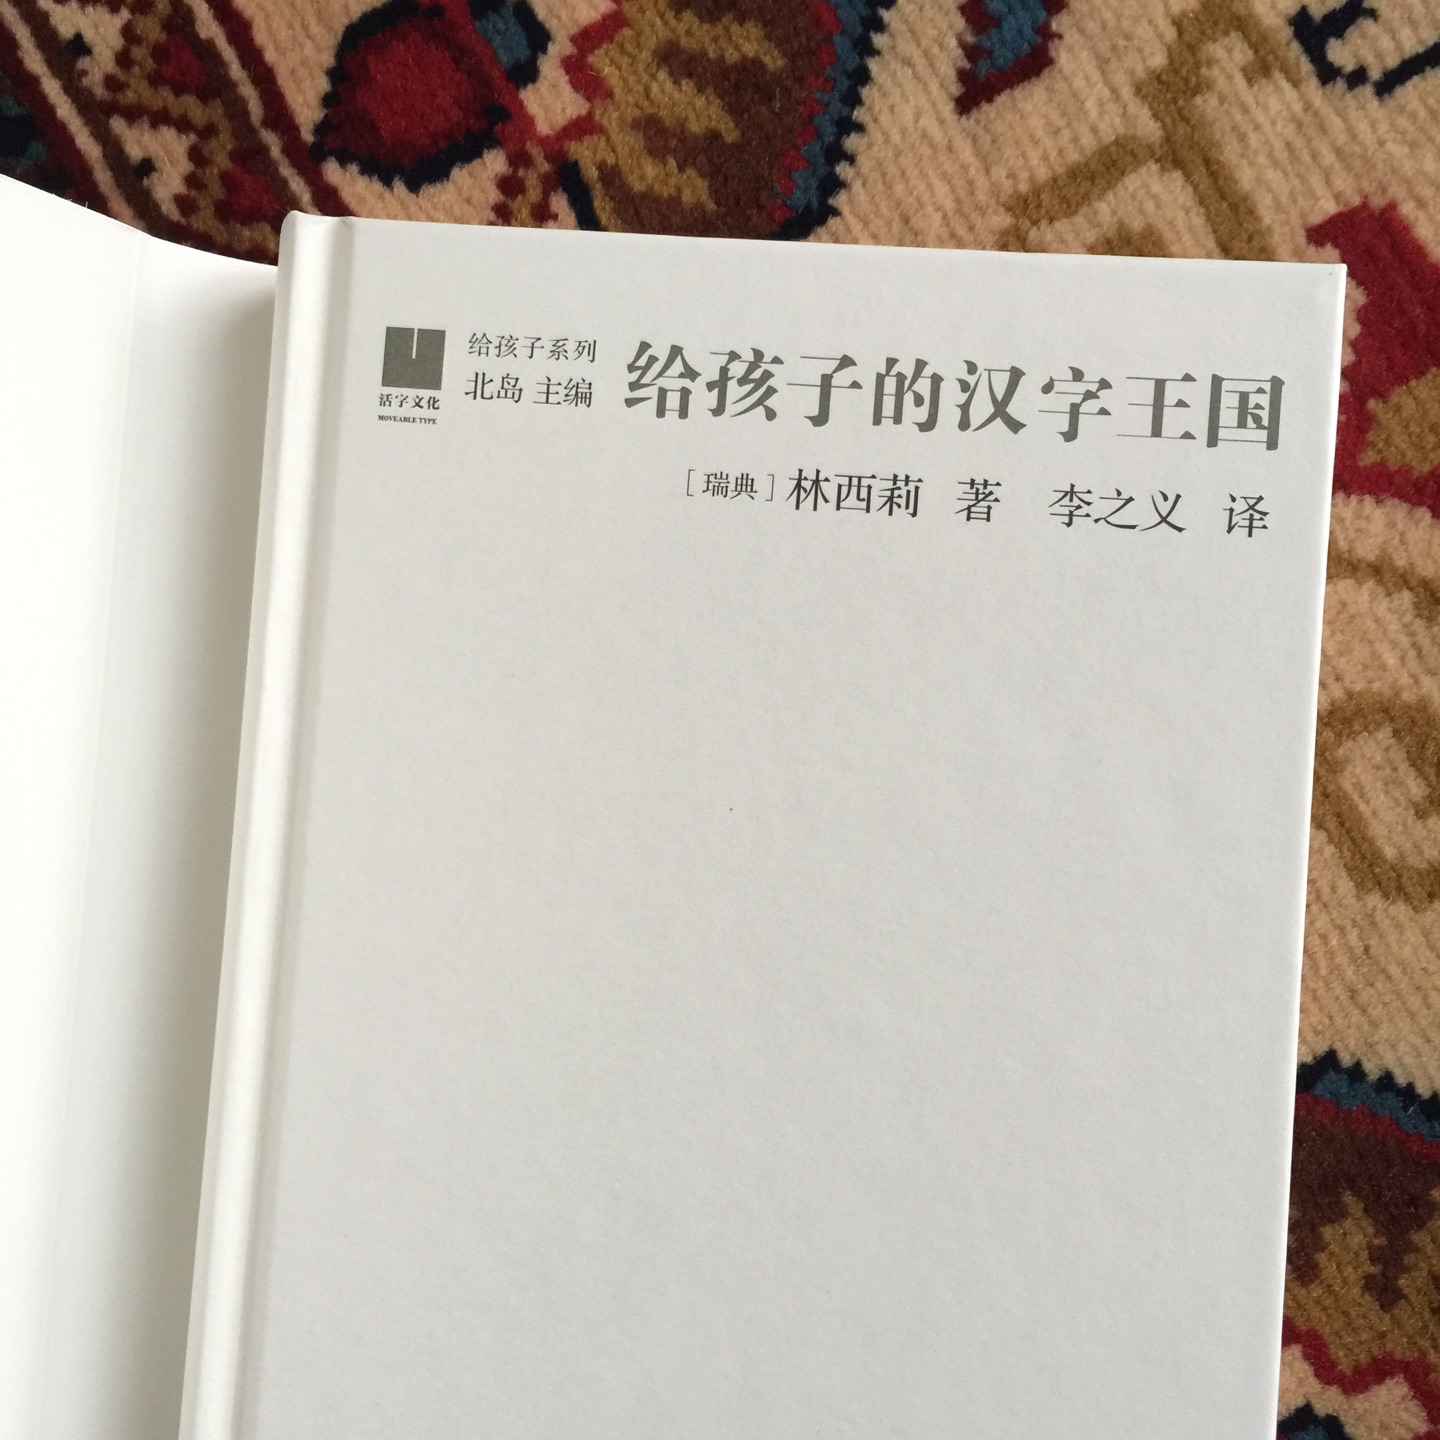 给孩子系列
北岛 主编
活字文化
MOVEABLE TYPE
给孩子的汉字王国
[瑞典] 林西莉 著 李之义 译